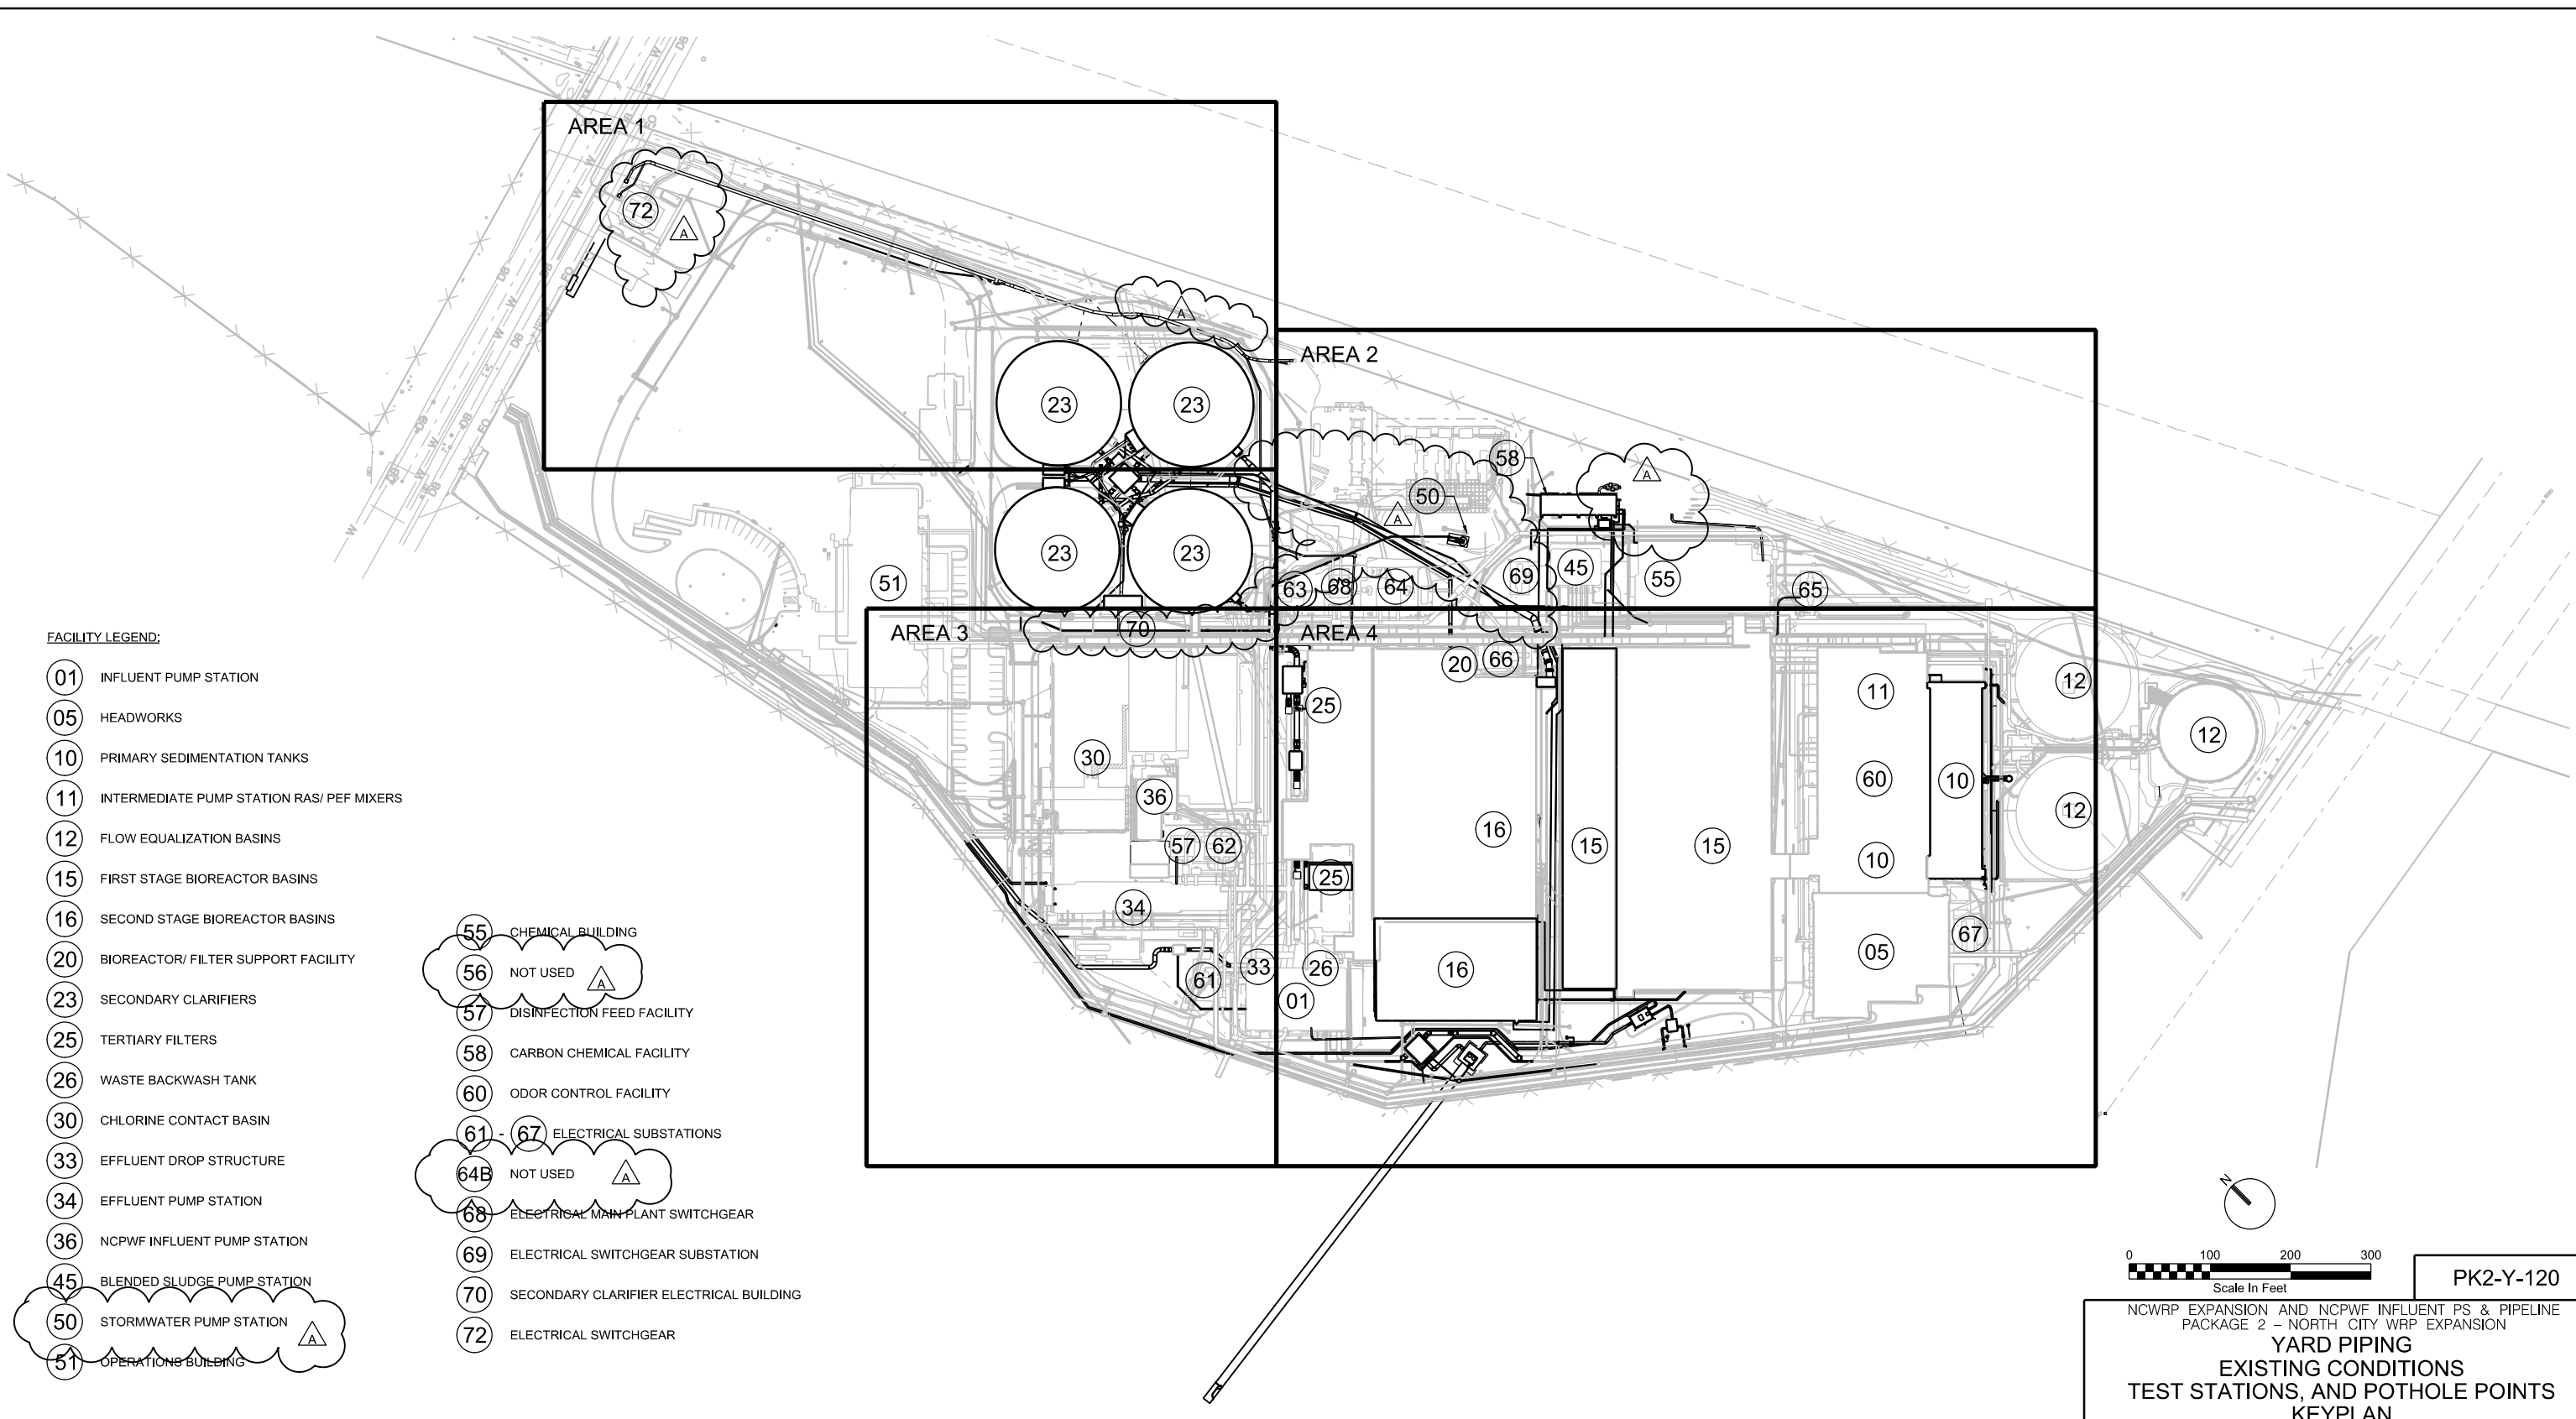 AREA 1
72
A
A
AREA 2
23
23
58
A
50
A
23
23
51
63
68
64
69
45
55
65
AREA 3
70
AREA 4
20
66
25
11
12
12
30
36
60
10
12
57
62
16
15
15
10
25
34
33
61
26
01
16
05
67
W
DB
EO
FACILITY LEGEND:
01 INFLUENT PUMP STATION
05 HEADWORKS
10 PRIMARY SEDIMENTATION TANKS
11 INTERMEDIATE PUMP STATION RAS/ PEF MIXERS
12 FLOW EQUALIZATION BASINS
15 FIRST STAGE BIOREACTOR BASINS
16 SECOND STAGE BIOREACTOR BASINS
20 BIOREACTOR/ FILTER SUPPORT FACILITY
23 SECONDARY CLARIFIERS
25 TERTIARY FILTERS
26 WASTE BACKWASH TANK
30 CHLORINE CONTACT BASIN
33 EFFLUENT DROP STRUCTURE
34 EFFLUENT PUMP STATION
36 NCPWF INFLUENT PUMP STATION
45 BLENDED SLUDGE PUMP STATION
50 STORMWATER PUMP STATION A
51 OPERATIONS BUILDING
55 CHEMICAL BUILDING
56 NOT USED A
57 DISINFECTION FEED FACILITY
58 CARBON CHEMICAL FACILITY
60 ODOR CONTROL FACILITY
61 - 67 ELECTRICAL SUBSTATIONS
64B NOT USED A
68 ELECTRICAL MAIN PLANT SWITCHGEAR
69 ELECTRICAL SWITCHGEAR SUBSTATION
70 SECONDARY CLARIFIER ELECTRICAL BUILDING
72 ELECTRICAL SWITCHGEAR
N
0 100 200 300
Scale In Feet
PK2-Y-120
NCWRP EXPANSION AND NCPWF INFLUENT PS & PIPELINE
PACKAGE 2 – NORTH CITY WRP EXPANSION
YARD PIPING
EXISTING CONDITIONS
TEST STATIONS, AND POTHOLE POINTS
KEYPLAN